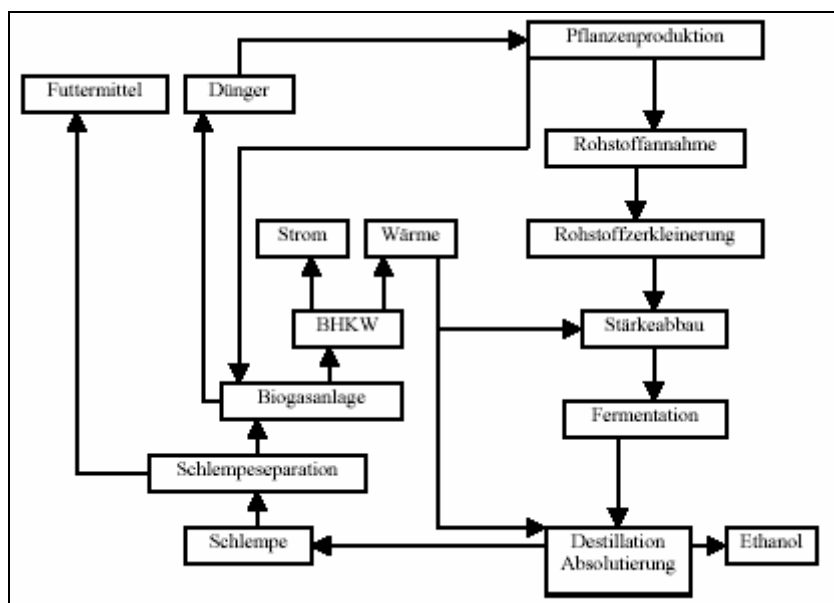 Pflanzenproduktion
Futtermittel
Dünger
Rohstoffannahme
Strom
Wärme
Rohstoffzerkleinerung
BHKW
Stärkeabbau
Biogasanlage
Fermentation
Schlempeseparation
Schlempe
Destillation
Absolutierung
Ethanol